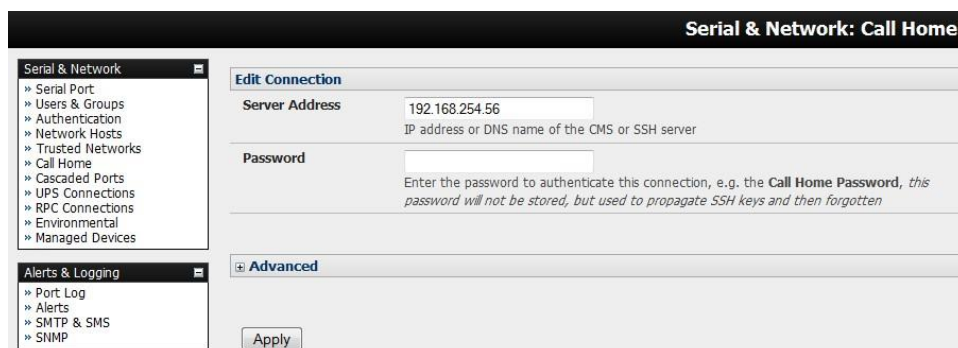 Serial & Network: Call Home
Serial & Network
» Serial Port
» Users & Groups
» Authentication
» Network Hosts
» Trusted Networks
» Call Home
» Cascaded Ports
» UPS Connections
» RPC Connections
» Environmental
» Managed Devices
Alerts & Logging
» Port Log
» Alerts
» SMTP & SMS
» SNMP
Edit Connection
Server Address
192.168.254.56
IP address or DNS name of the CMS or SSH server
Password
Enter the password to authenticate this connection, e.g. the Call Home Password, this
password will not be stored, but used to propagate SSH keys and then forgotten
Advanced
Apply